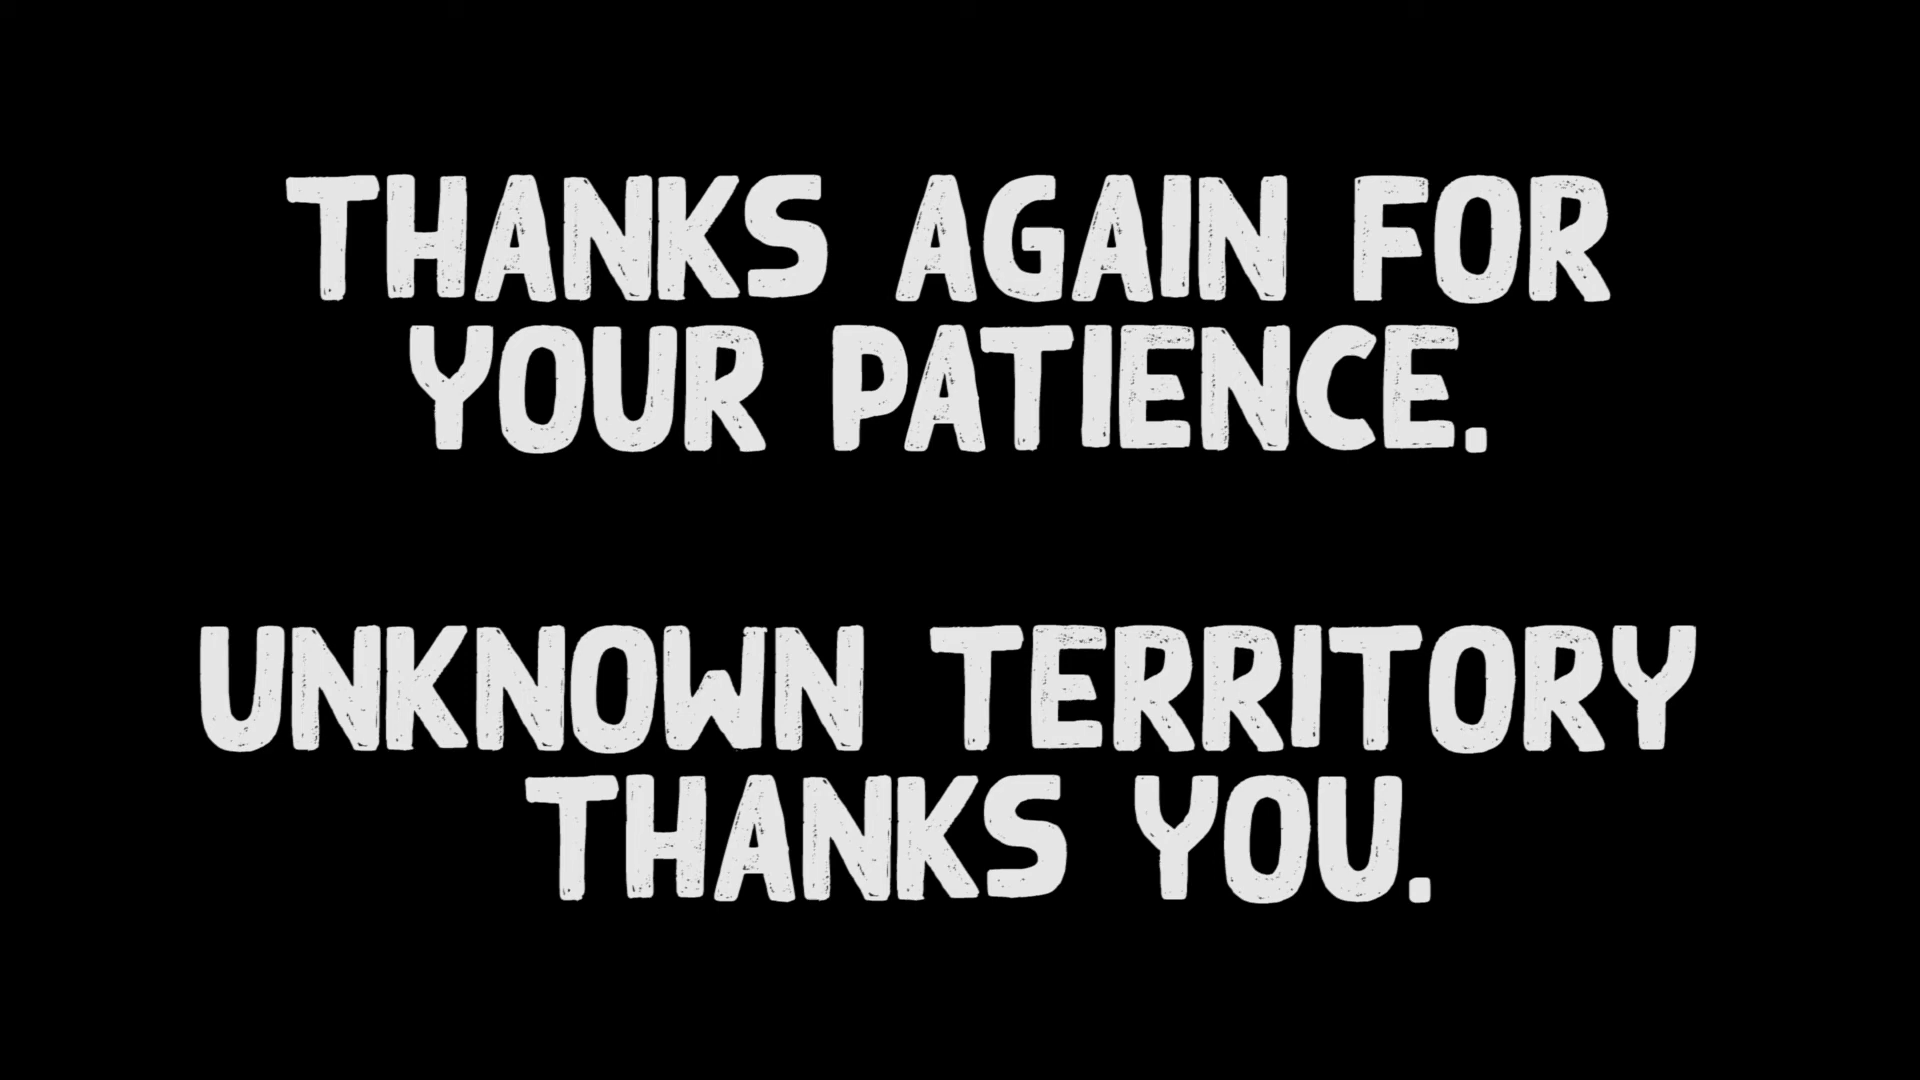 THANKS AGAIN FOR
YOUR PATIENCE.
UNKNOWN TERRITORY
THANKS YOU.